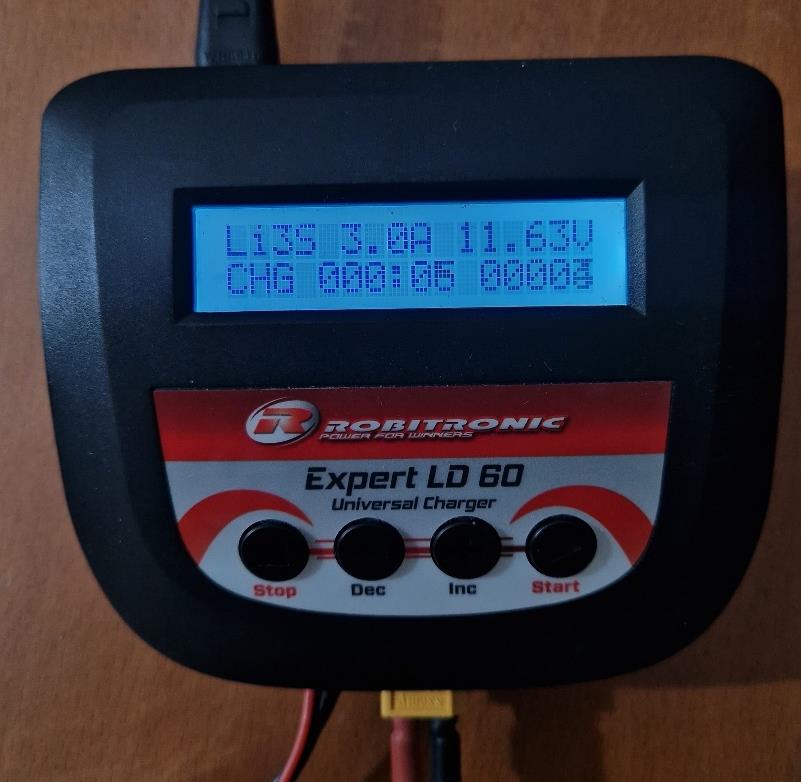 Li3S 3.0A 11.63V
CHG 000:05
R ROBITRONIC
POWER FOR WINNERS
Expert LD 60
Universal Charger
Stop Dec Inc Start